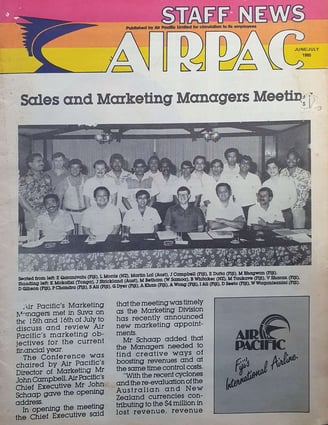 STAFF NEWS
Published by Air Pacific Limited for circulation to its employees
AIRPAC
JUNE/JULY
1985
Sales and Marketing Managers Meeting
Seated from left: E Qamanivalu (Fiji), L Morris (NZ), Martin Lal (Aust), J Campbell (Fiji), E Dutta (Fiji), M Bhagwan (Fiji).
Standing left: S Mokofisi (Tonga), J Strickland (Aust), M Betham (W Samoa), B Whitaker (NZ), M Tunkawa (Fiji), V Sharan (Fiji),
D Gibson (Fiji), P Chandra (Fiji), S Ali (Fiji), G Dyer (Fiji), A Khan (Fiji), A Wong (Fiji), I Ali (Fiji), D Beeto (Fiji), W Wangamainui (Fiji).
Air Pacific's Marketing
Managers met in Suva on
the 15th and 16th of July to
discuss and review Air
Pacific's marketing ob-
jectives for the current
financial year.
The Conference was
chaired by Air Pacific's
Director of Marketing Mr
John Campbell. Air Pacific's
Chief Executive Mr John
Schaap gave the opening
address.
In opening the meeting
the Chief Executive said
that the meeting was timely
as the Marketing Division
has recently announced
new marketing appoint-
ments.
Mr Schaap added that
the Managers needed to
find creative ways of
boosting revenues and at
the same time control costs.
"With the recent cyclones
and the re-evaluation of the
Australian and New
Zealand currencies con-
tributing to the $4 million in
lost revenue, revenue
AIR
PACIFIC
Fiji's
International Airline.